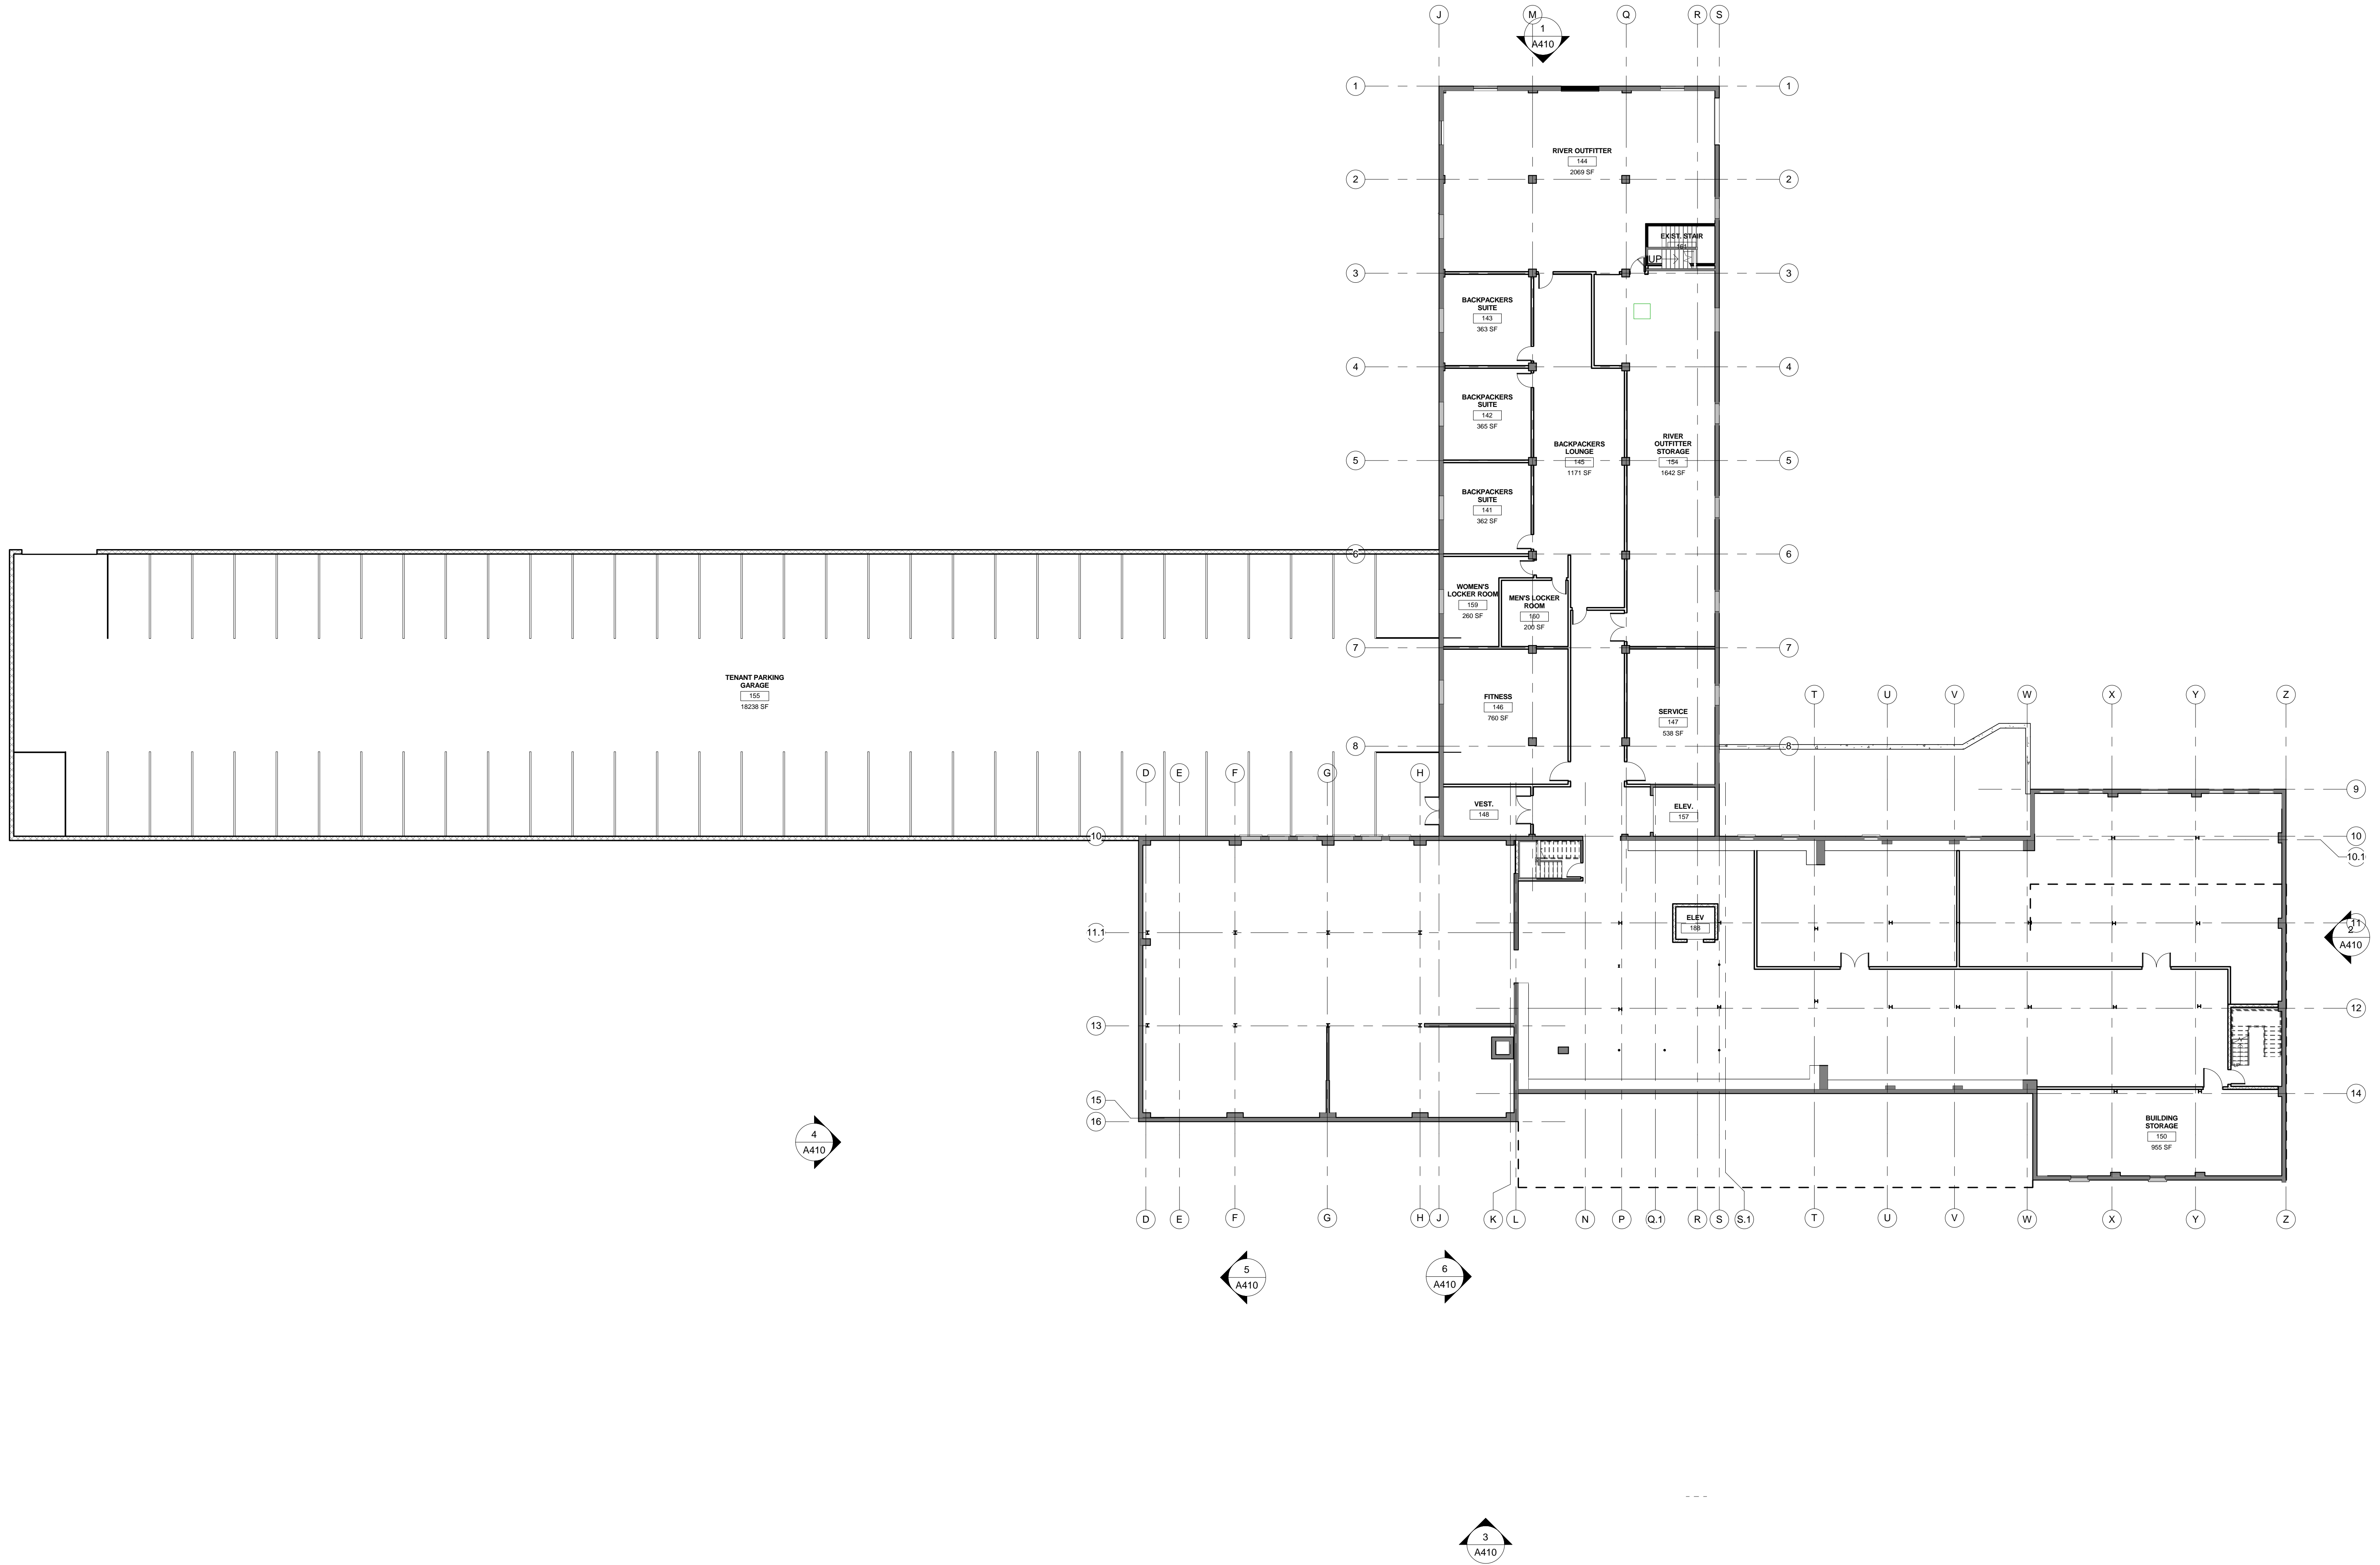 J M Q R S
1
A410
1 1
RIVER OUTFITTER
144
2069 SF
2 2
EXIST. STAIR
161
UP
3 3
BACKPACKERS
SUITE
143
363 SF
4 4
BACKPACKERS
SUITE
142
365 SF
BACKPACKERS
LOUNGE
145
1171 SF
RIVER
OUTFITTER
STORAGE
154
1642 SF
5 5
BACKPACKERS
SUITE
141
362 SF
6 6
WOMEN'S
LOCKER ROOM
159
260 SF
MEN'S LOCKER
ROOM
160
200 SF
7 7
TENANT PARKING
GARAGE
155
18238 SF
FITNESS
146
760 SF
SERVICE
147
538 SF
T U V W X Y Z
8 8
D E F G H
9
VEST.
148
ELEV.
157
10 10
10.1
ELEV
188
11
2
A410
11.1
12
13
14
15
16
BUILDING
STORAGE
150
955 SF
4
A410
D E F G H J K L N P Q.1 R S S.1 T U V W X Y Z
5
A410
6
A410
3
A410